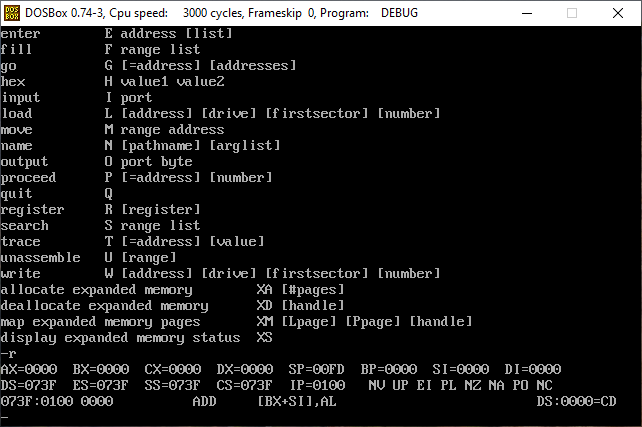 DOSBox 0.74-3, Cpu speed:    3000 cycles, Frameskip  0, Program:    DEBUG
DOS
BOX
enter        E address [list]
fill         F range list
go           G [=address] [addresses]
hex          H value1 value2
input        I port
load         L [address] [drive] [firstsector] [number]
move         M range address
name         N [pathname] [arglist]
output       O port byte
proceed      P [=address] [number]
quit         Q
register     R [register]
search       S range list
trace        T [=address] [value]
unassemble   U [range]
write        W [address] [drive] [firstsector] [number]
allocate expanded memory        XA [#pages]
deallocate expanded memory      XD [handle]
map expanded memory pages       XM [Lpage] [Ppage] [handle]
display expanded memory status  XS
-r
AX=0000  BX=0000  CX=0000  DX=0000  SP=00FD  BP=0000  SI=0000  DI=0000
DS=073F  ES=073F  SS=073F  CS=073F  IP=0100   NV UP EI PL NZ NA PO NC
073F:0100 0000          ADD     [BX+SI],AL                         DS:0000=CD
-